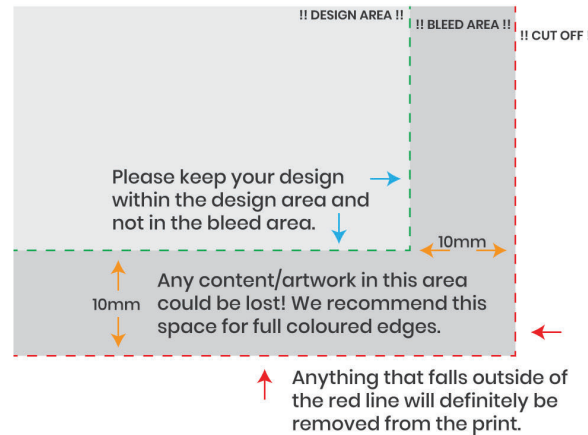 !! DESIGN AREA !!
!! BLEED AREA !!
!! CUT OFF !
Please keep your design
within the design area and
not in the bleed area.
10mm
10mm
Any content/artwork in this area
could be lost! We recommend this
space for full coloured edges.
Anything that falls outside of
the red line will definitely be
removed from the print.